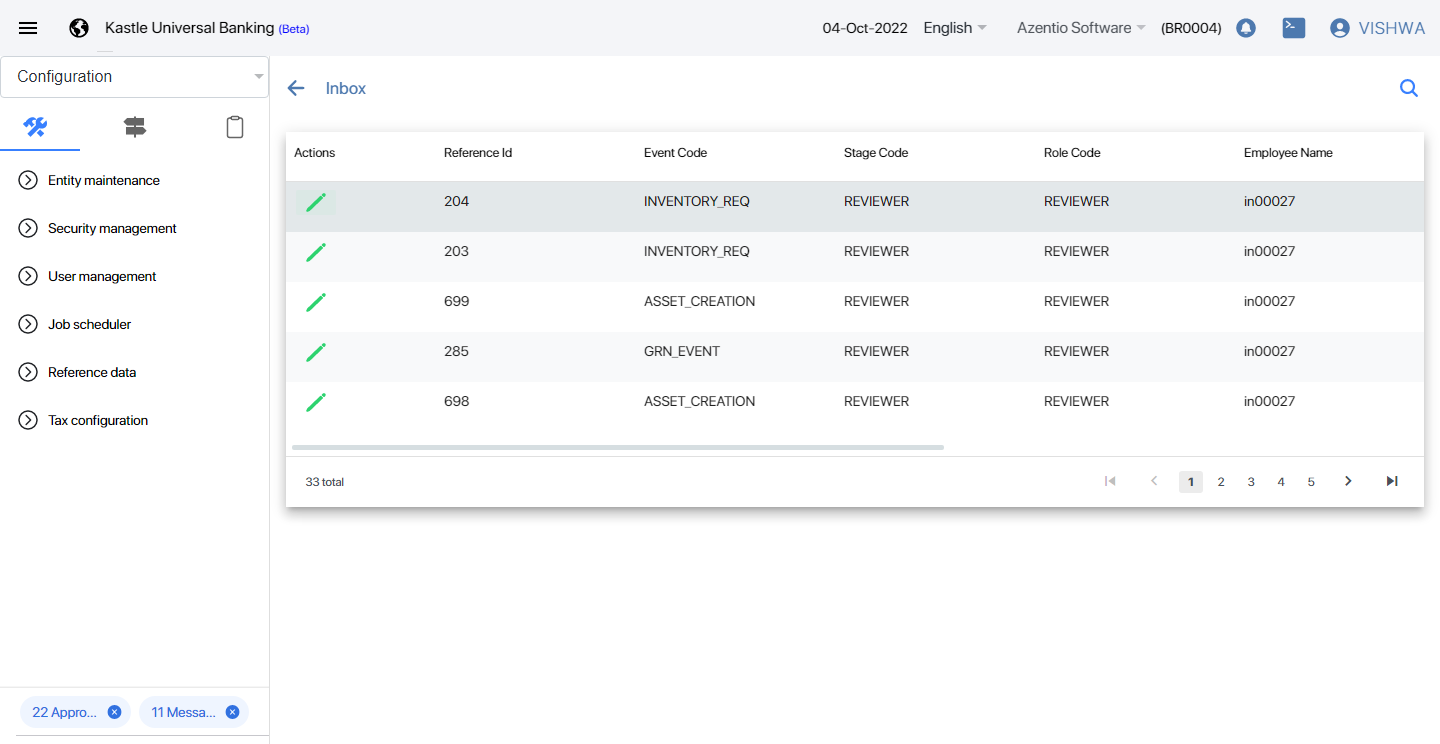 Kastle Universal Banking (Beta) 04-Oct-2022 English Azentio Software (BR0004) VISHWA
Configuration
Entity maintenance
Security management
User management
Job scheduler
Reference data
Tax configuration
22 Appro... 11 Messa...
Inbox
Actions Reference Id Event Code Stage Code Role Code Employee Name
204 INVENTORY_REQ REVIEWER REVIEWER in00027
203 INVENTORY_REQ REVIEWER REVIEWER in00027
699 ASSET_CREATION REVIEWER REVIEWER in00027
285 GRN_EVENT REVIEWER REVIEWER in00027
698 ASSET_CREATION REVIEWER REVIEWER in00027
33 total 1 2 3 4 5